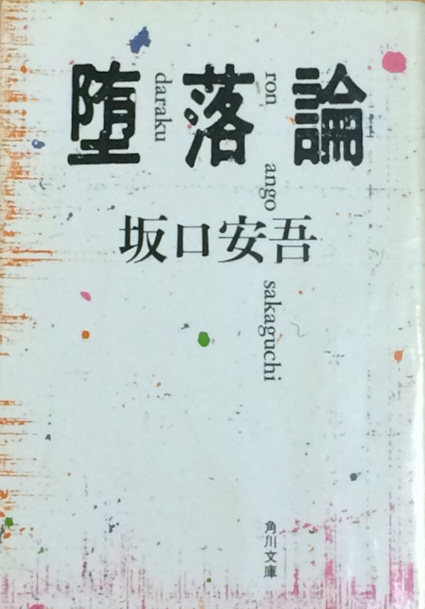 堕落論
daraku
ron
坂口安吾
ango
sakaguchi
角川文庫